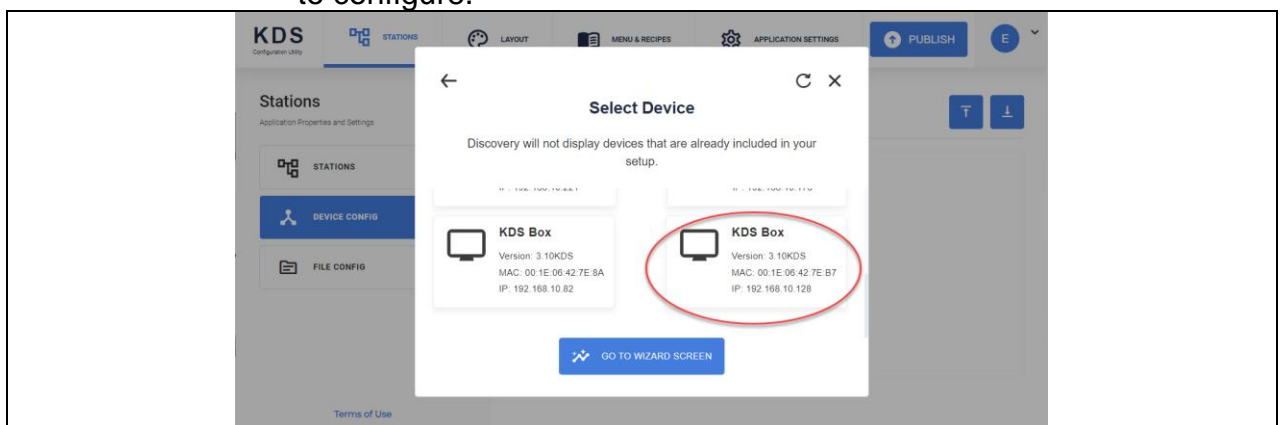 to configure.
KDS
Configuration Utility
STATIONS
LAYOUT
MENU & RECIPES
APPLICATION SETTINGS
PUBLISH
E
Select Device
Stations
Application Properties and Settings
Discovery will not display devices that are already included in your
setup.
STATIONS
DEVICE CONFIG
FILE CONFIG
KDS Box
Version: 3.10KDS
MAC: 00:1E:06:42:7E:8A
IP: 192.168.10.82
KDS Box
Version: 3.10KDS
MAC: 00:1E:06:42:7E:B7
IP: 192.168.10.128
GO TO WIZARD SCREEN
Terms of Use